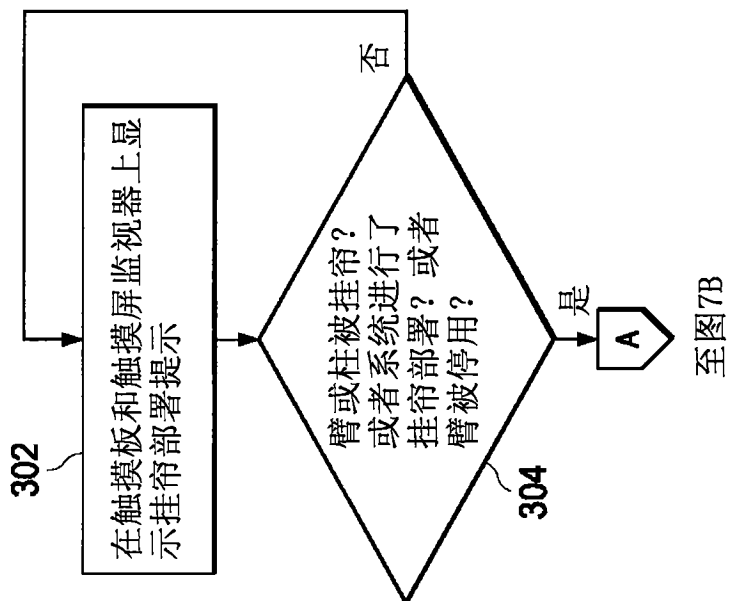 302
在触摸板和触摸屏监视器上显
示挂帘部署提示
否
臂或柱被挂帘?
或者系统进行了
挂帘部署? 或者
臂被停用?
304
是
A
至图7B